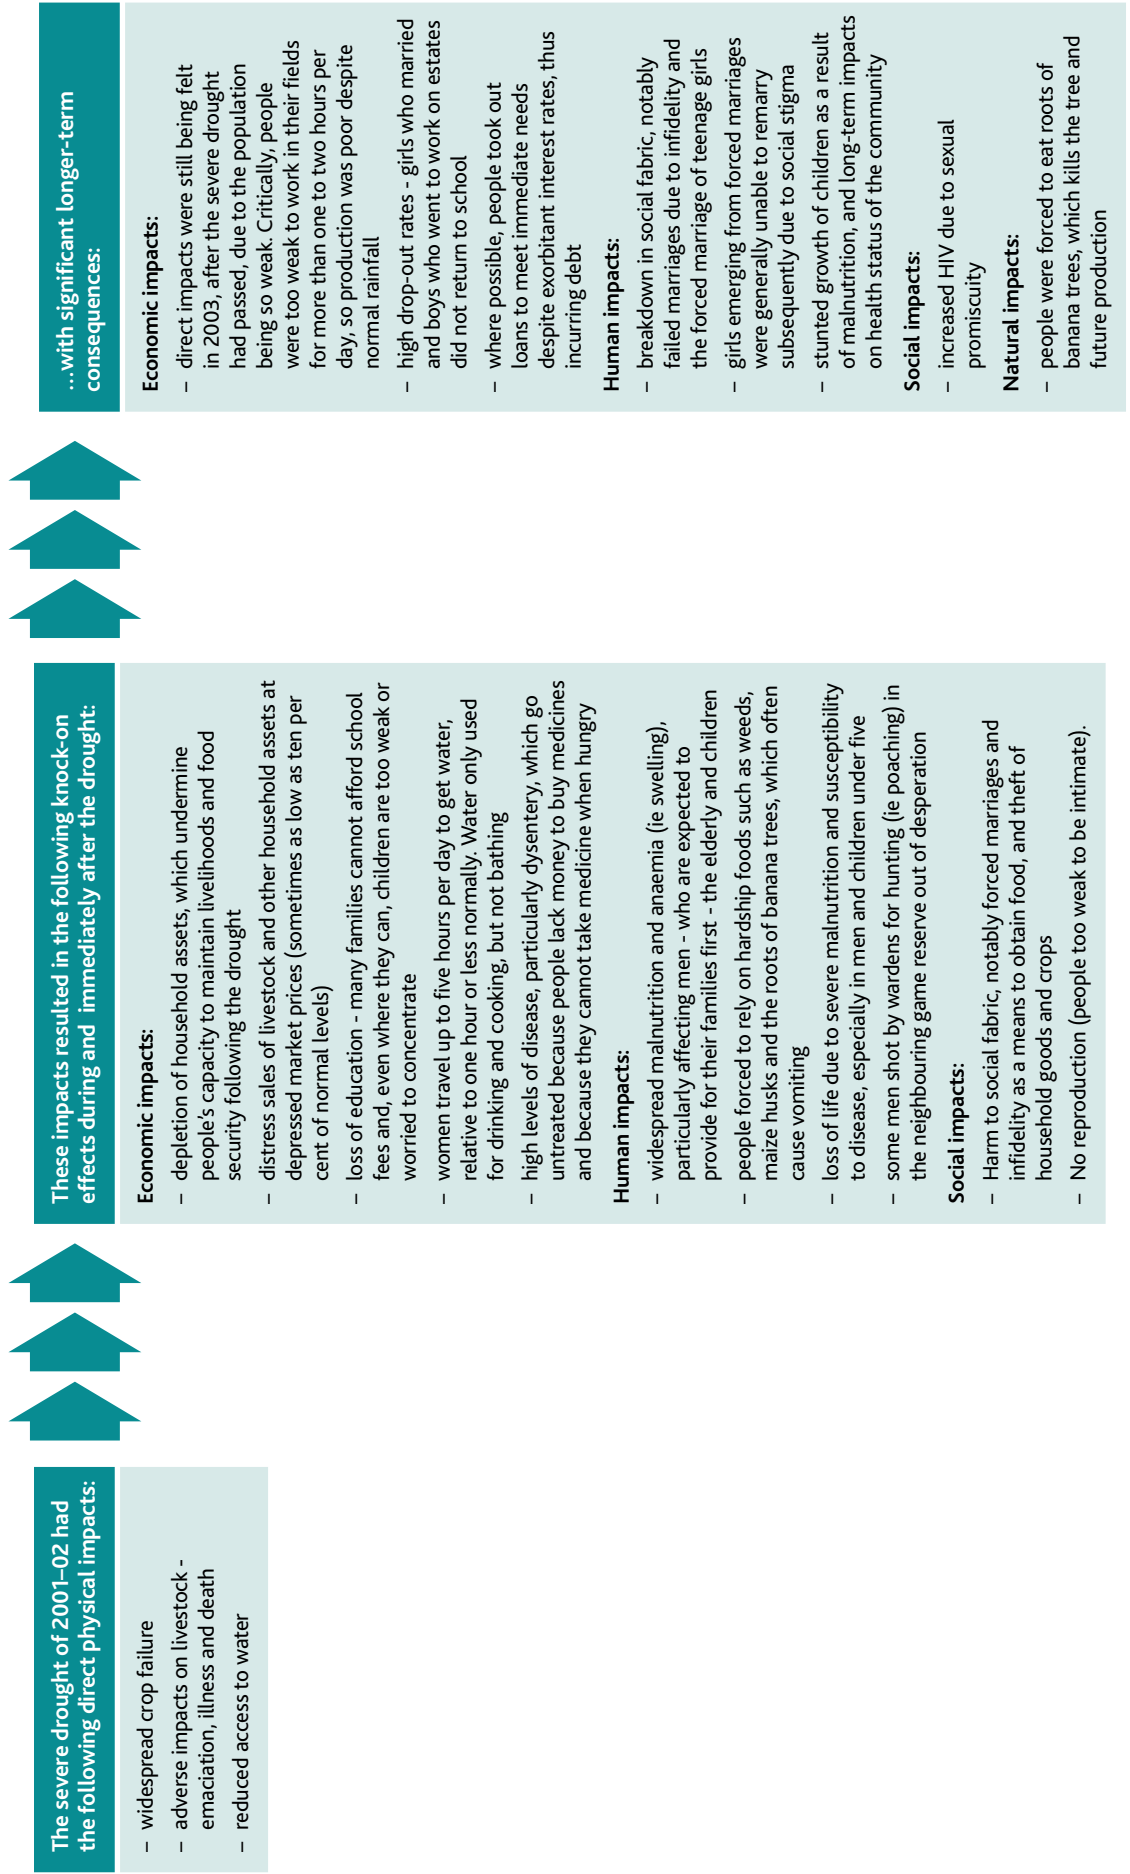 The severe drought of 2001–02 had
the following direct physical impacts:
– widespread crop failure
– adverse impacts on livestock -
emaciation, illness and death
– reduced access to water
These impacts resulted in the following knock-on
effects during and immediately after the drought:
Economic impacts:
– depletion of household assets, which undermine
people's capacity to maintain livelihoods and food
security following the drought
– distress sales of livestock and other household assets at
depressed market prices (sometimes as low as ten per
cent of normal levels)
– loss of education - many families cannot afford school
fees and, even where they can, children are too weak or
worried to concentrate
– women travel up to five hours per day to get water,
relative to one hour or less normally. Water only used
for drinking and cooking, but not bathing
– high levels of disease, particularly dysentery, which go
untreated because people lack money to buy medicines
and because they cannot take medicine when hungry
Human impacts:
– widespread malnutrition and anaemia (ie swelling),
particularly affecting men - who are expected to
provide for their families first - the elderly and children
– people forced to rely on hardship foods such as weeds,
maize husks and the roots of banana trees, which often
cause vomiting
– loss of life due to severe malnutrition and susceptibility
to disease, especially in men and children under five
– some men shot by wardens for hunting (ie poaching) in
the neighbouring game reserve out of desperation
Social impacts:
– Harm to social fabric, notably forced marriages and
infidelity as a means to obtain food, and theft of
household goods and crops
– No reproduction (people too weak to be intimate).
...with significant longer-term
consequences:
Economic impacts:
– direct impacts were still being felt
in 2003, after the severe drought
had passed, due to the population
being so weak. Critically, people
were too weak to work in their fields
for more than one to two hours per
day, so production was poor despite
normal rainfall
– high drop-out rates - girls who married
and boys who went to work on estates
did not return to school
– where possible, people took out
loans to meet immediate needs
despite exorbitant interest rates, thus
incurring debt
Human impacts:
– breakdown in social fabric, notably
failed marriages due to infidelity and
the forced marriage of teenage girls
– girls emerging from forced marriages
were generally unable to remarry
subsequently due to social stigma
– stunted growth of children as a result
of malnutrition, and long-term impacts
on health status of the community
Social impacts:
– increased HIV due to sexual
promiscuity
Natural impacts:
– people were forced to eat roots of
banana trees, which kills the tree and
future production